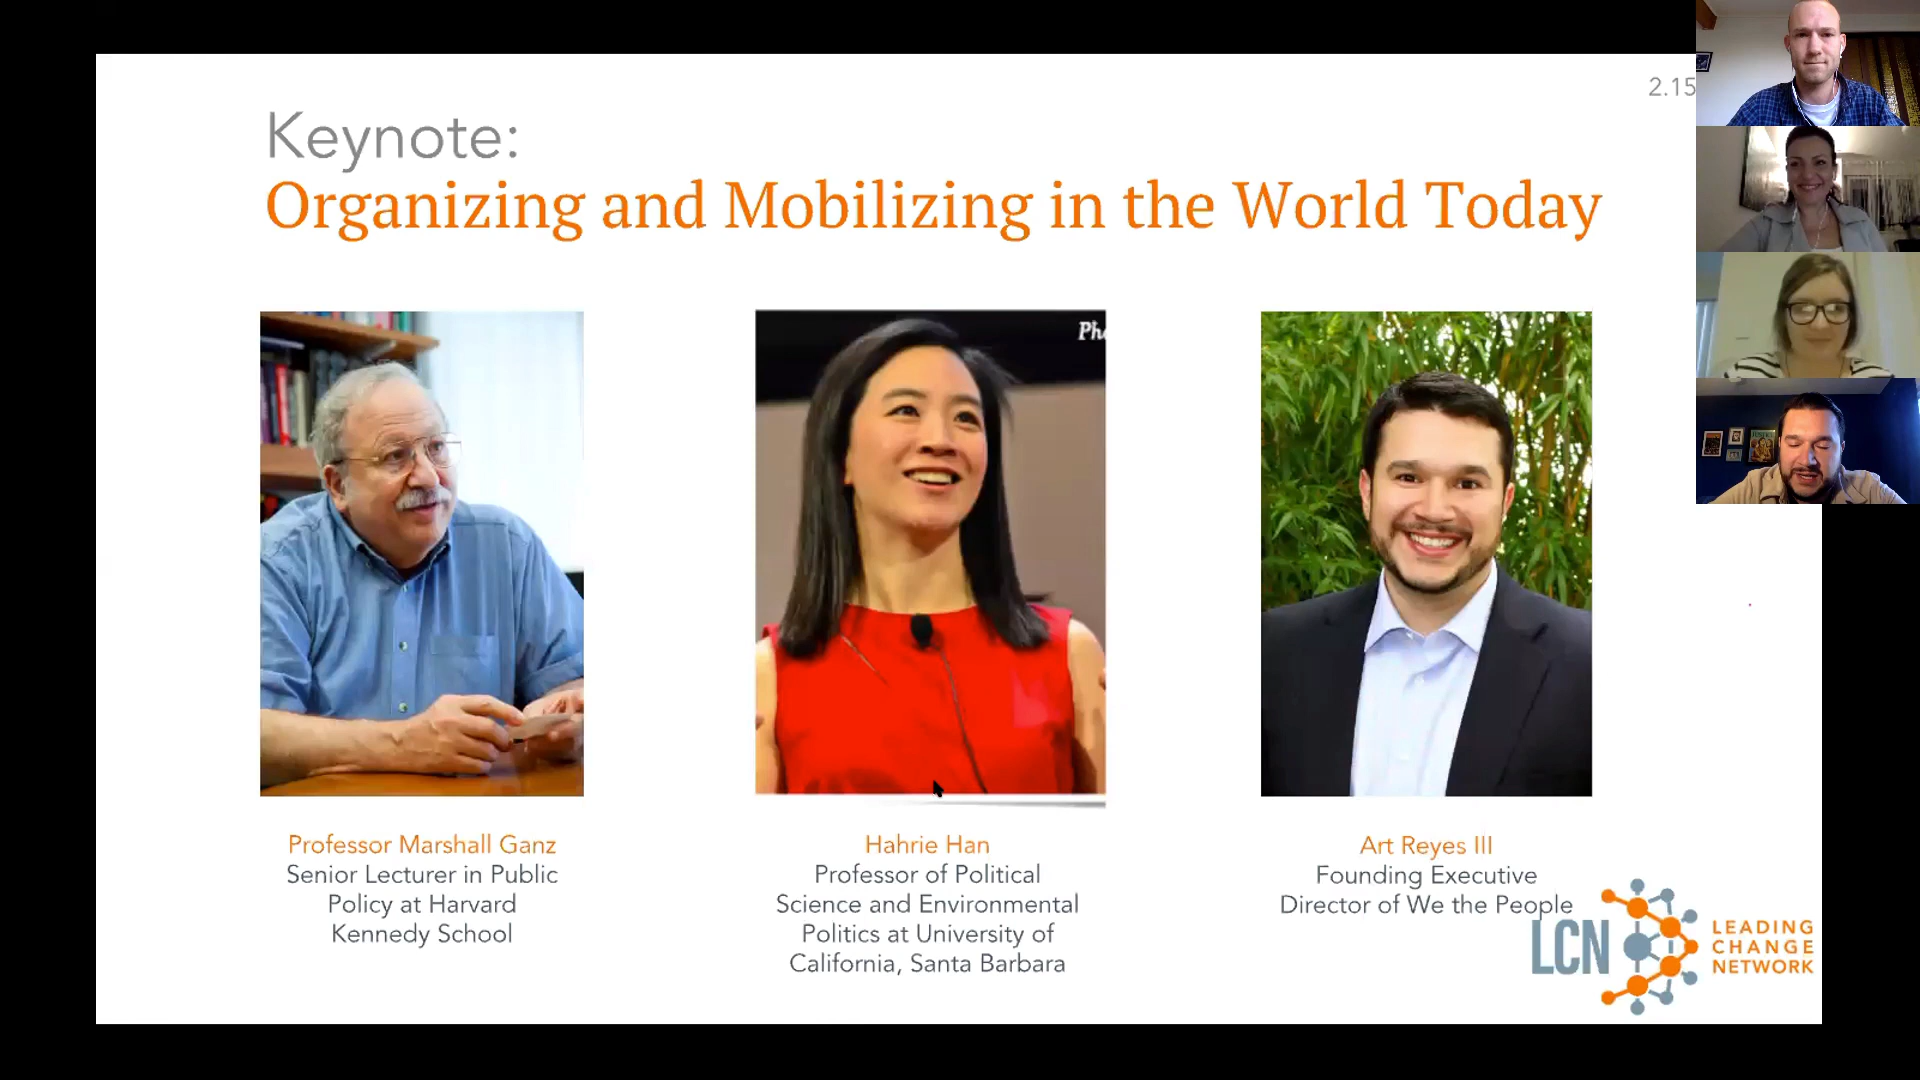 2.15
Keynote:
Organizing and Mobilizing in the World Today
Professor Marshall Ganz
Senior Lecturer in Public
Policy at Harvard
Kennedy School
Hahrie Han
Professor of Political
Science and Environmental
Politics at University of
California, Santa Barbara
Art Reyes III
Founding Executive
Director of We the People
LCN
LEADING
CHANGE
NETWORK